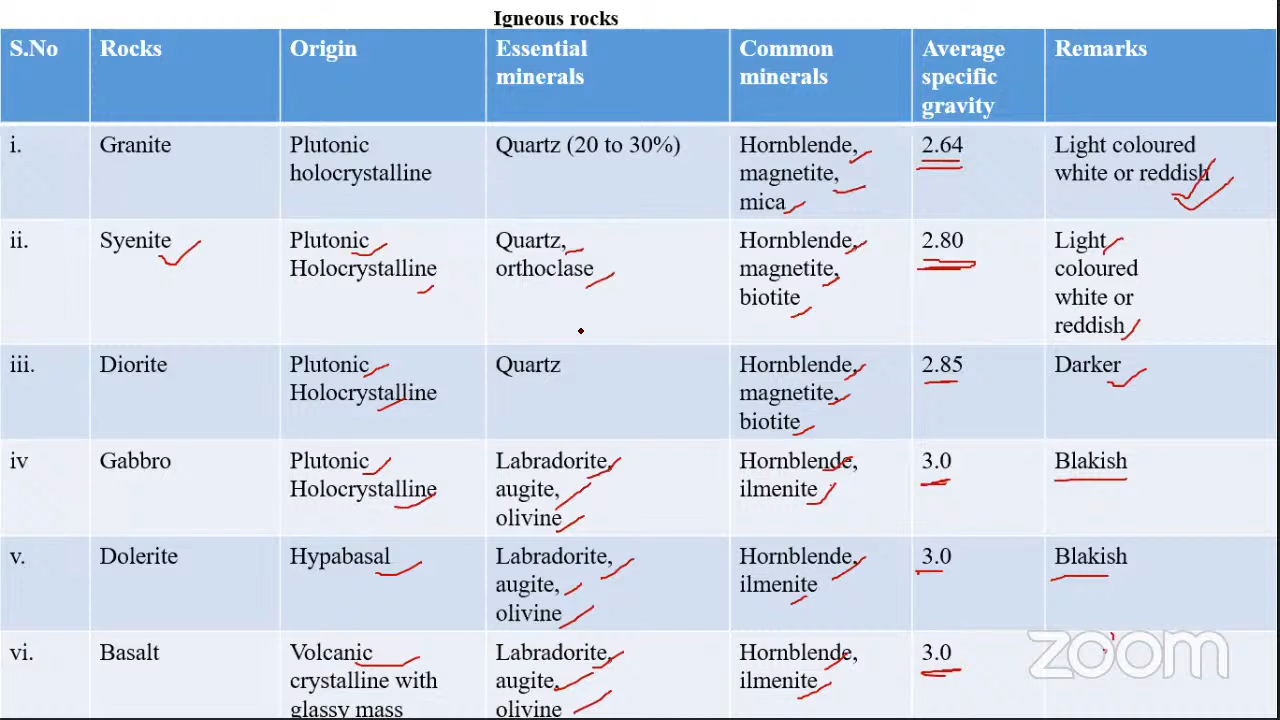 Igneous rocks
S.No Rocks Origin Essential minerals Common minerals Average specific gravity Remarks
i. Granite Plutonic holocrystalline Quartz (20 to 30%) Hornblende, magnetite, mica 2.64 Light coloured white or reddish
ii. Syenite Plutonic Holocrystalline Quartz, orthoclase Hornblende, magnetite, biotite 2.80 Light coloured white or reddish
iii. Diorite Plutonic Holocrystalline Quartz Hornblende, magnetite, biotite 2.85 Darker
iv Gabbro Plutonic Holocrystalline Labradorite, augite, olivine Hornblende, ilmenite 3.0 Blakish
v. Dolerite Hypabasal Labradorite, augite, olivine Hornblende, ilmenite 3.0 Blakish
vi. Basalt Volcanic crystalline with glassy mass Labradorite, augite, olivine Hornblende, ilmenite 3.0
zoom